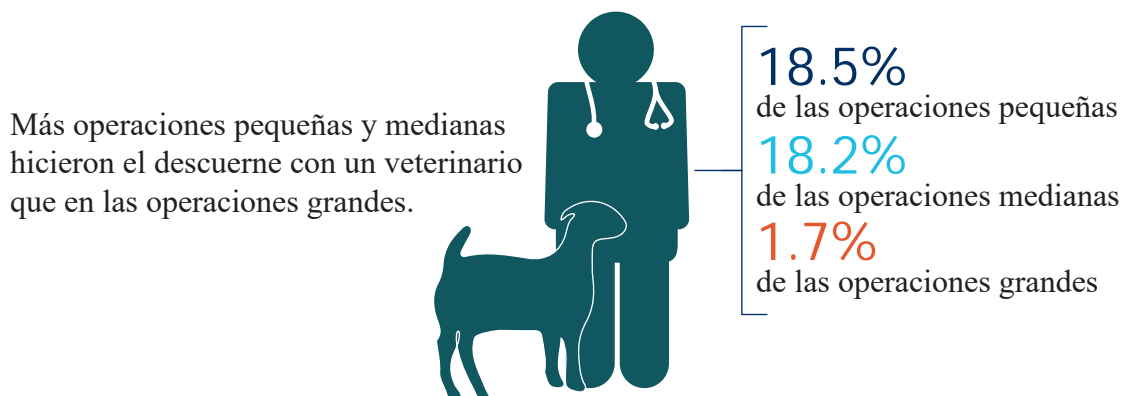 Más operaciones pequeñas y medianas
hicieron el descuerne con un veterinario
que en las operaciones grandes.
18.5%
de las operaciones pequeñas
18.2%
de las operaciones medianas
1.7%
de las operaciones grandes